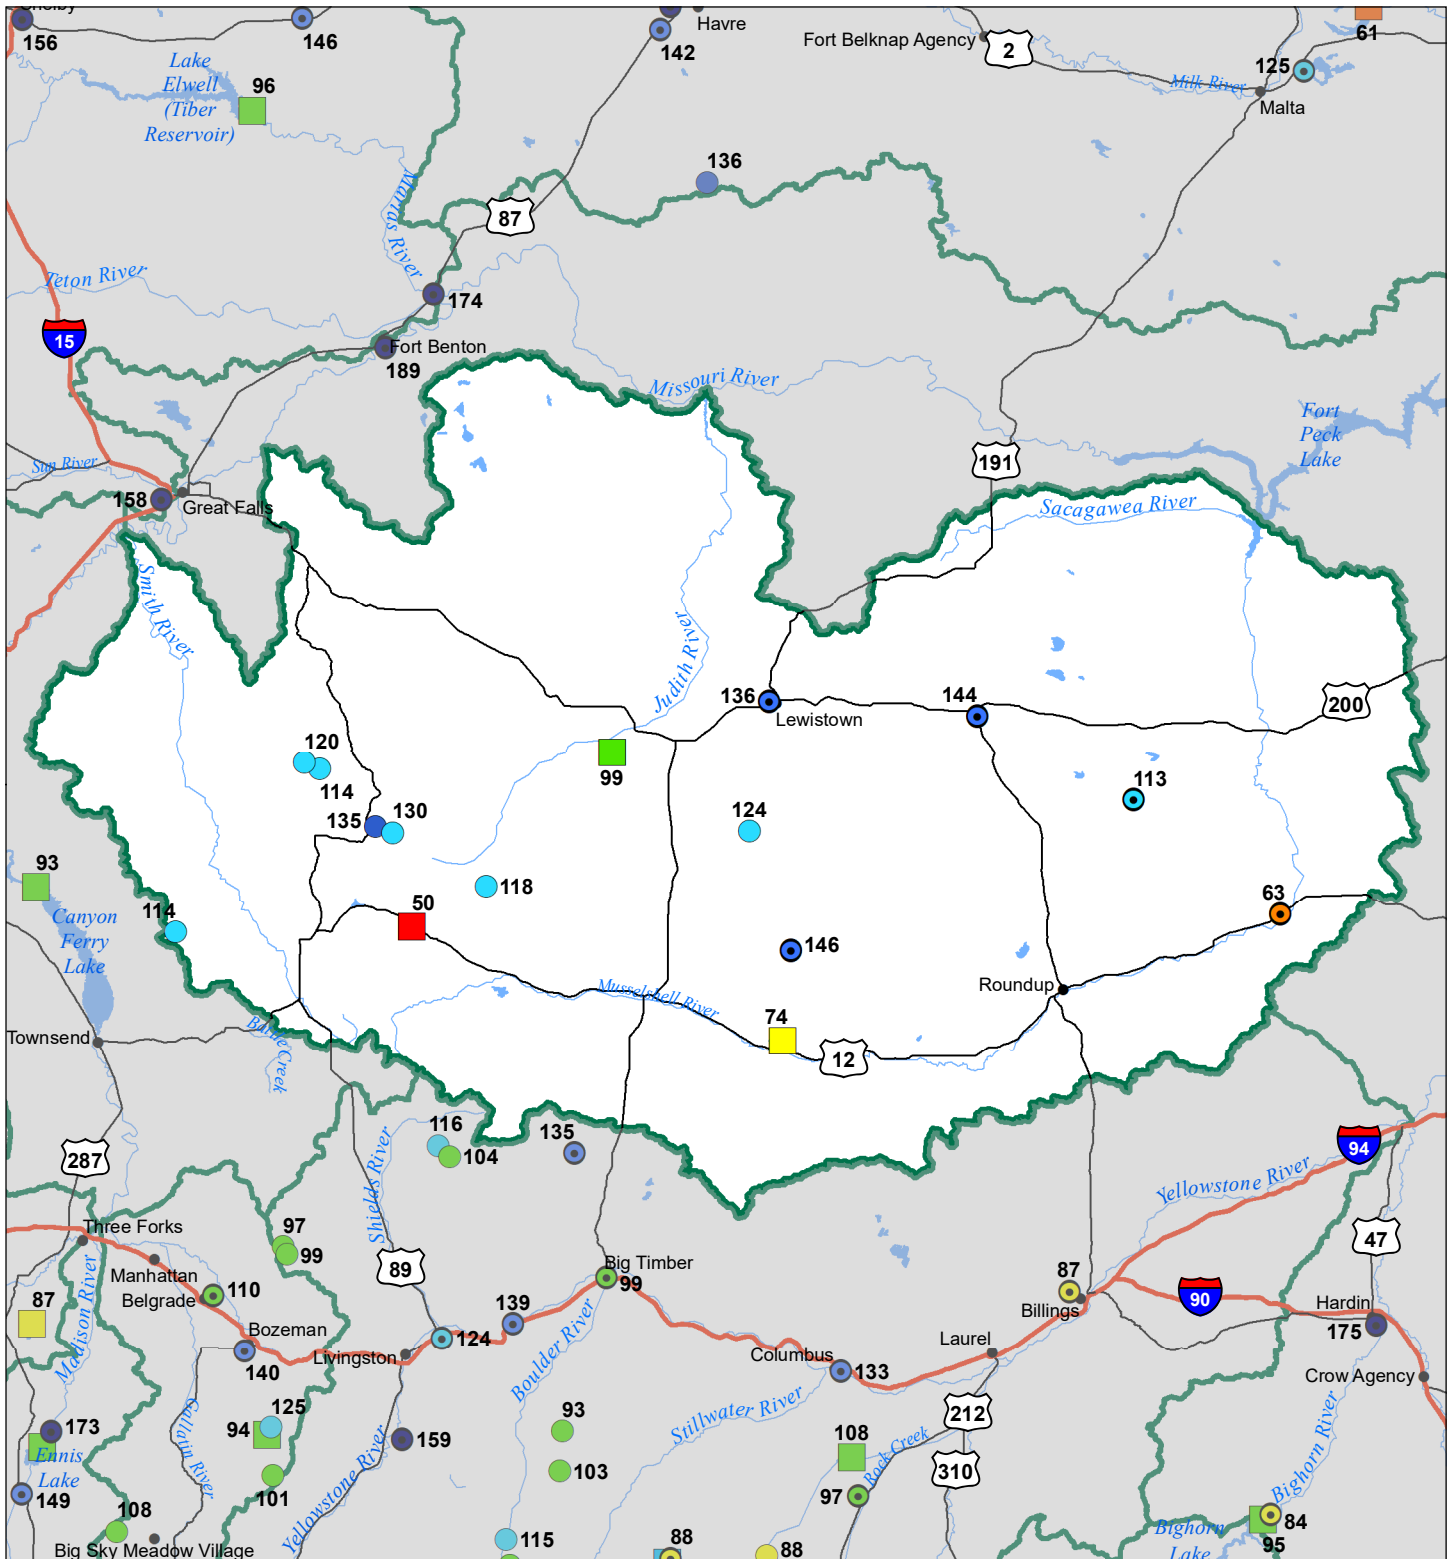 Shelby
156
146
Havre
142
Fort Belknap Agency
2
61
125
Milk River
Malta
Lake
Elwell
(Tiber
Reservoir)
96
136
87
Marias River
Teton River
174
15
Fort Benton
189
Missouri River
Fort
Peck
Lake
191
Sun River
158
Great Falls
Sacagawea River
Smith River
Judith River
136
Lewistown
144
200
120
114
99
135
130
124
113
118
93
Canyon
Ferry
Lake
114
50
63
146
Roundup
Musselshell River
74
12
Townsend
Battle Creek
287
116
104
135
Shields River
94
Yellowstone River
Three Forks
97
99
47
Manhattan
Belgrade
110
89
Big Timber
99
87
Billings
90
Hardin
175
87
Madison River
Bozeman
140
139
124
Livingston
Boulder River
Laurel
Columbus
133
Crow Agency
173
Ennis
Lake
149
Gallatin River
125
94
101
159
Yellowstone River
93
103
Stillwater River
212
108
Rock Creek
310
97
Bighorn River
108
Big Sky Meadow Village
115
88
88
84
95
Bighorn
Lake